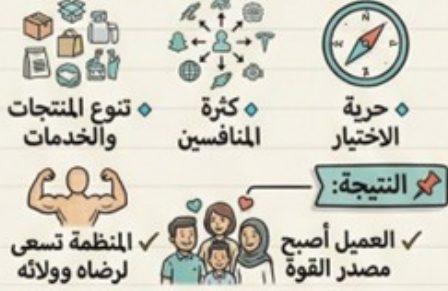 ◆ حرية
الاختيار
◆ كثرة
المنافسين
◆ تنوع المنتجات
والخدمات
النتيجة:
✓ العميل أصبح
مصدر القوة
✓ المنظمة تسعى
لرضاه وولائه